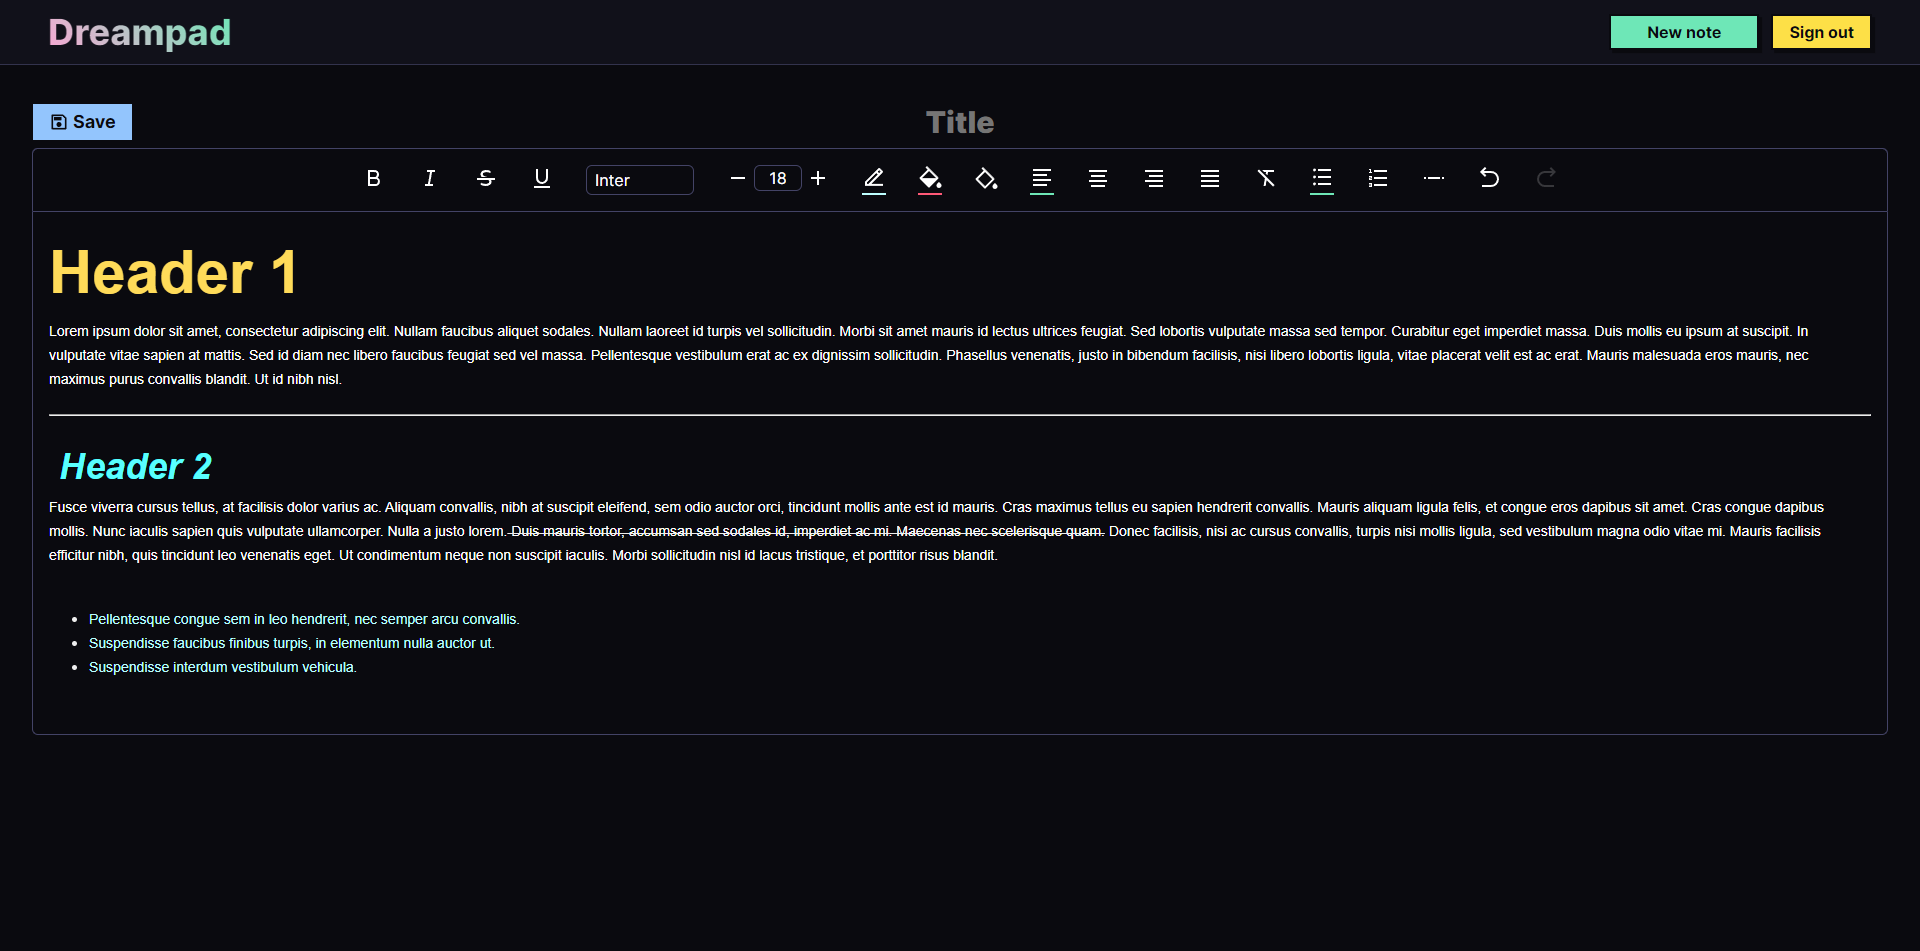 Dreampad
New note
Sign out
Save
Title
B I S U Inter 18
Header 1
Lorem ipsum dolor sit amet, consectetur adipiscing elit. Nullam faucibus aliquet sodales. Nullam laoreet id turpis vel sollicitudin. Morbi sit amet mauris id lectus ultrices feugiat. Sed lobortis vulputate massa sed tempor. Curabitur eget imperdiet massa. Duis mollis eu ipsum at suscipit. In
vulputate vitae sapien at mattis. Sed id diam nec libero faucibus feugiat sed vel massa. Pellentesque vestibulum erat ac ex dignissim sollicitudin. Phasellus venenatis, justo in bibendum facilisis, nisi libero lobortis ligula, vitae placerat velit est ac erat. Mauris malesuada eros mauris, nec
maximus purus convallis blandit. Ut id nibh nisl.
Header 2
Fusce viverra cursus tellus, at facilisis dolor varius ac. Aliquam convallis, nibh at suscipit eleifend, sem odio auctor orci, tincidunt mollis ante est id mauris. Cras maximus tellus eu sapien hendrerit convallis. Mauris aliquam ligula felis, et congue eros dapibus sit amet. Cras congue dapibus
mollis. Nunc iaculis sapien quis vulputate ullamcorper. Nulla a justo lorem. Duis mauris tortor, accumsan sed sodales id, imperdiet ac mi. Maecenas nec scelerisque quam. Donec facilisis, nisi ac cursus convallis, turpis nisi mollis ligula, sed vestibulum magna odio vitae mi. Mauris facilisis
efficitur nibh, quis tincidunt leo venenatis eget. Ut condimentum neque non suscipit iaculis. Morbi sollicitudin nisl id lacus tristique, et porttitor risus blandit.
• Pellentesque congue sem in leo hendrerit, nec semper arcu convallis.
• Suspendisse faucibus finibus turpis, in elementum nulla auctor ut.
• Suspendisse interdum vestibulum vehicula.